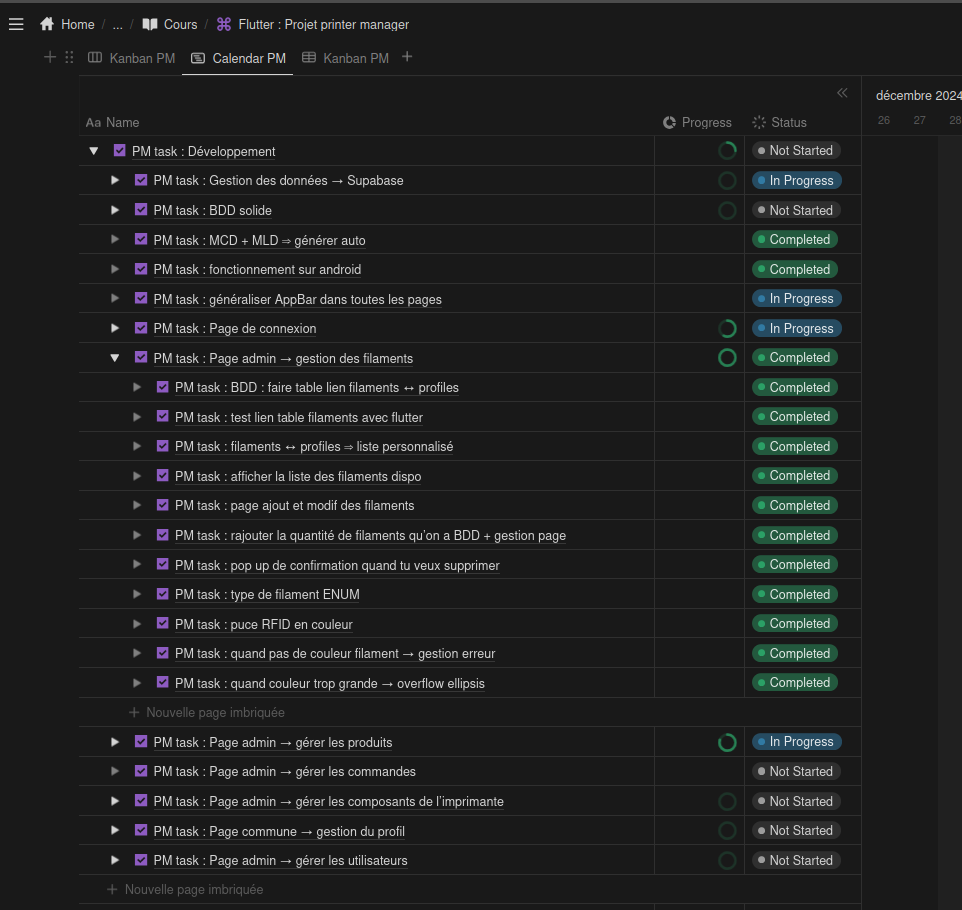 Home / ... / Cours / Flutter : Projet printer manager
Kanban PM Calendar PM Kanban PM
décembre 2024
Aa Name Progress Status 26 27 28
PM task : Développement Not Started
PM task : Gestion des données → Supabase In Progress
PM task : BDD solide Not Started
PM task : MCD + MLD ⇒ générer auto Completed
PM task : fonctionnement sur android Completed
PM task : généraliser AppBar dans toutes les pages In Progress
PM task : Page de connexion In Progress
PM task : Page admin → gestion des filaments Completed
PM task : BDD : faire table lien filaments ↔ profiles Completed
PM task : test lien table filaments avec flutter Completed
PM task : filaments ↔ profiles ⇒ liste personnalisé Completed
PM task : afficher la liste des filaments dispo Completed
PM task : page ajout et modif des filaments Completed
PM task : rajouter la quantité de filaments qu'on a BDD + gestion page Completed
PM task : pop up de confirmation quand tu veux supprimer Completed
PM task : type de filament ENUM Completed
PM task : puce RFID en couleur Completed
PM task : quand pas de couleur filament → gestion erreur Completed
PM task : quand couleur trop grande → overflow ellipsis Completed
Nouvelle page imbriquée
PM task : Page admin → gérer les produits In Progress
PM task : Page admin → gérer les commandes Not Started
PM task : Page admin → gérer les composants de l'imprimante Not Started
PM task : Page commune → gestion du profil Not Started
PM task : Page admin → gérer les utilisateurs Not Started
Nouvelle page imbriquée